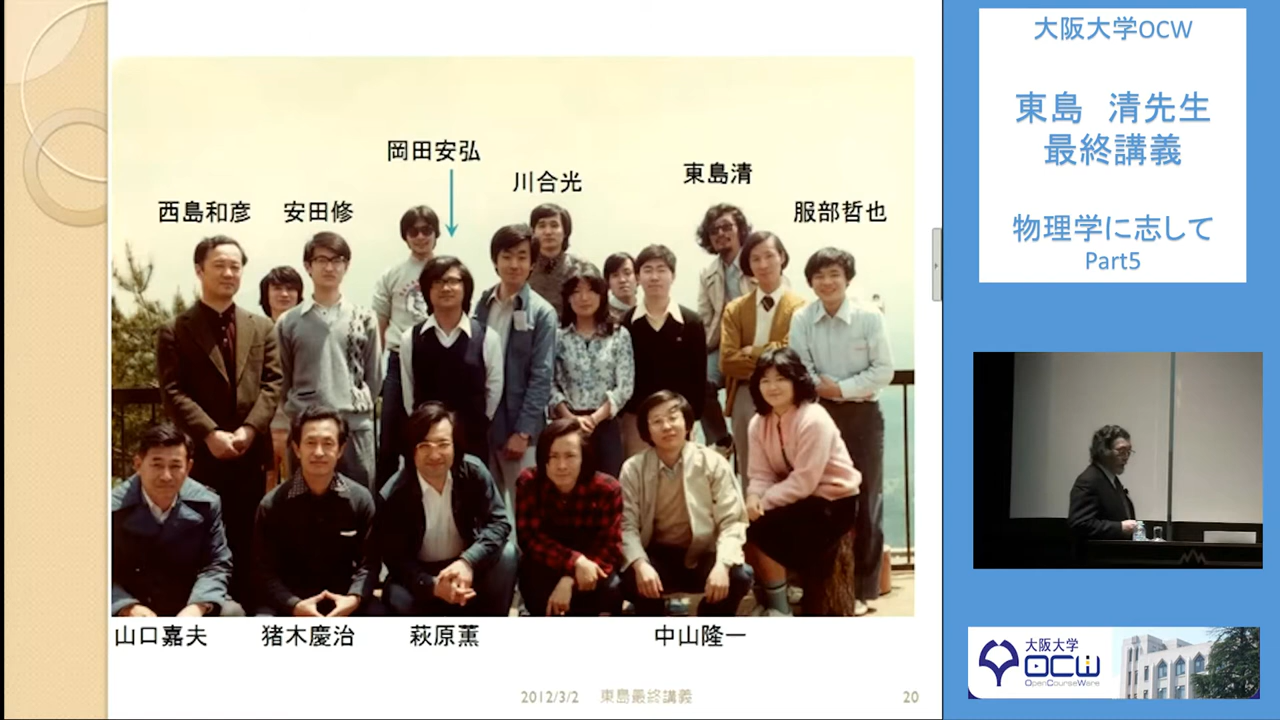 岡田安弘
川合光
東島清
西島和彦 安田修
服部哲也
山口嘉夫 猪木慶治 萩原薫 中山隆一
2012/3/2 東島最終講義 20
大阪大学OCW
東島 清先生
最終講義
物理学に志して
Part5
大阪大学
OCW
OpenCourseWare